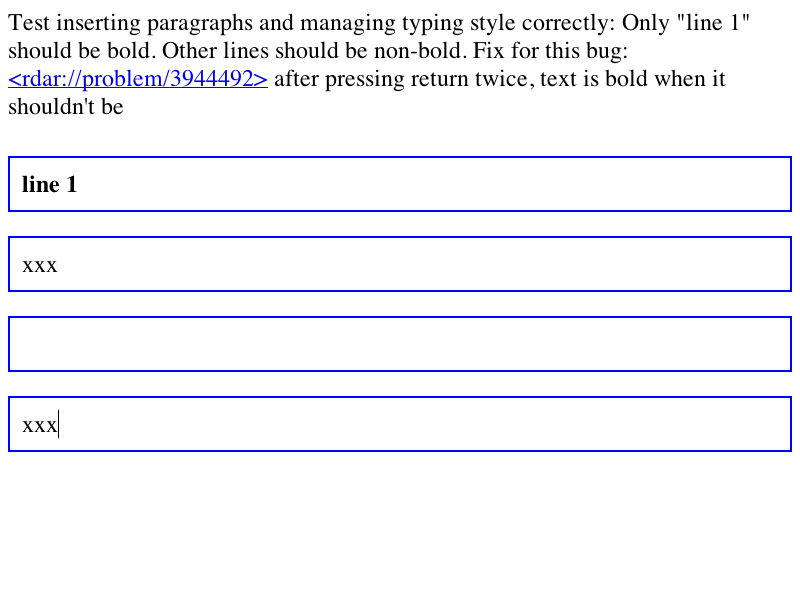 Test inserting paragraphs and managing typing style correctly: Only "line 1"
should be bold. Other lines should be non-bold. Fix for this bug:
<rdar://problem/3944492> after pressing return twice, text is bold when it
shouldn't be
line 1
xxx
xxx